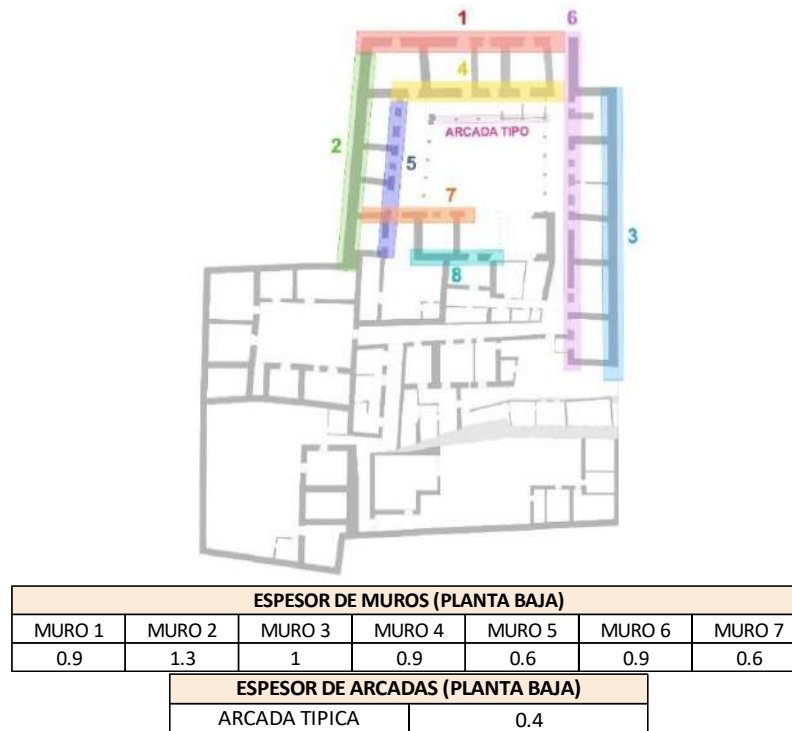 1 6
4
ARCADA TIPO
2
5
7
3
8
ESPESOR DE MUROS (PLANTA BAJA)
MURO 1 MURO 2 MURO 3 MURO 4 MURO 5 MURO 6 MURO 7
0.9 1.3 1 0.9 0.6 0.9 0.6
ESPESOR DE ARCADAS (PLANTA BAJA)
ARCADA TIPICA 0.4